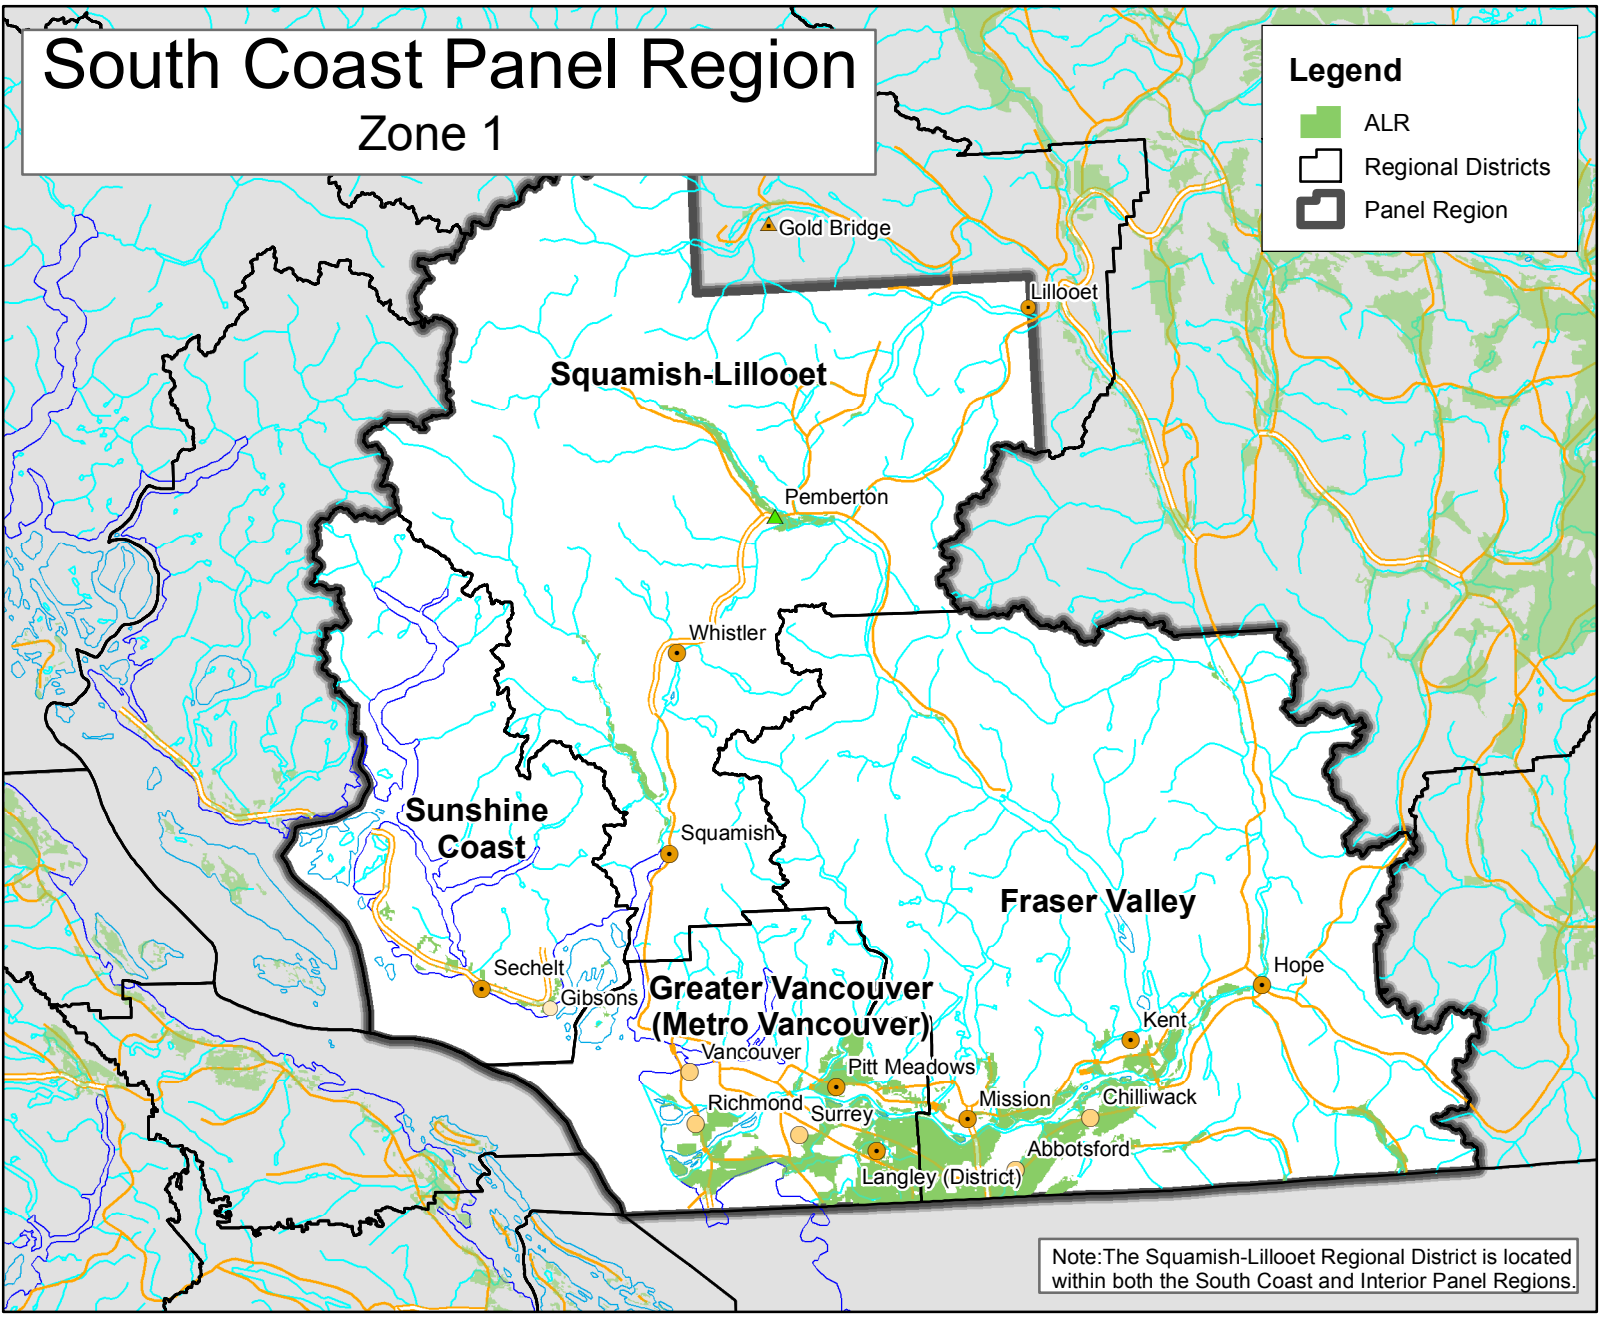 South Coast Panel Region
Zone 1
Legend
ALR
Regional Districts
Panel Region
Gold Bridge
Lillooet
Squamish-Lillooet
Pemberton
Whistler
Sunshine
Coast
Squamish
Fraser Valley
Sechelt
Gibsons
Hope
Greater Vancouver
(Metro Vancouver)
Kent
Vancouver
Pitt Meadows
Richmond
Surrey
Mission
Chilliwack
Abbotsford
Langley (District)
Note:The Squamish-Lillooet Regional District is located
within both the South Coast and Interior Panel Regions.